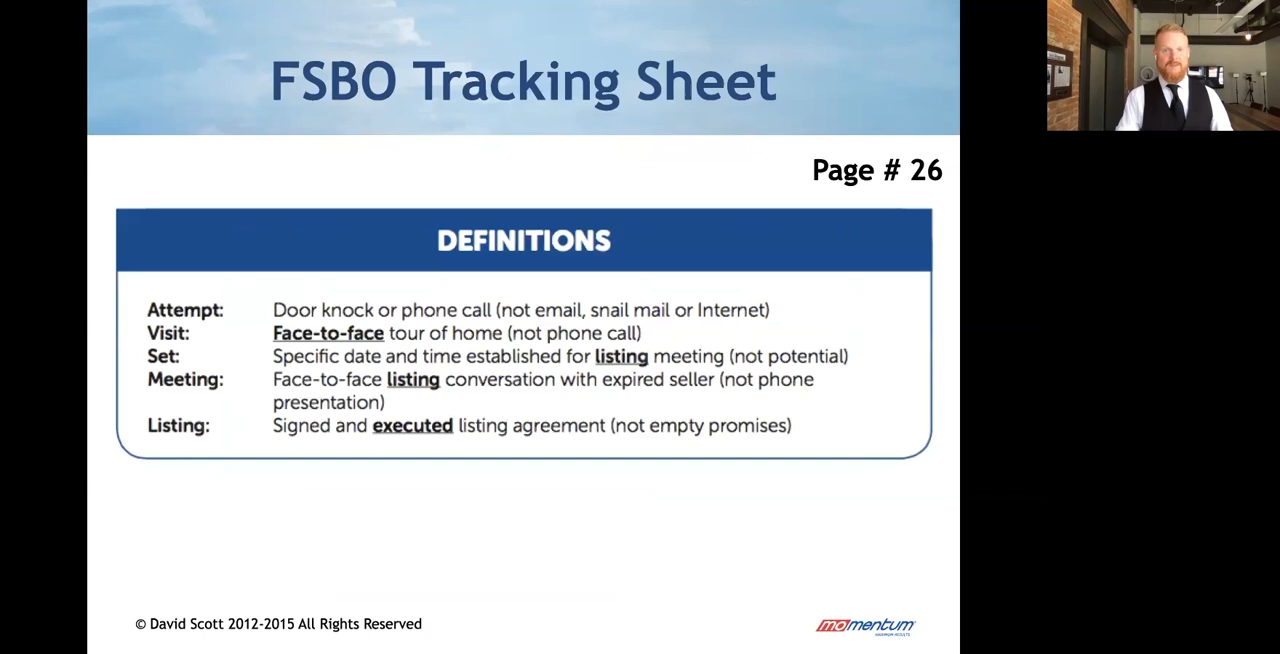 FSBO Tracking Sheet
Page # 26
DEFINITIONS
Attempt: Door knock or phone call (not email, snail mail or Internet)
Visit: Face-to-face tour of home (not phone call)
Set: Specific date and time established for listing meeting (not potential)
Meeting: Face-to-face listing conversation with expired seller (not phone
presentation)
Listing: Signed and executed listing agreement (not empty promises)
© David Scott 2012-2015 All Rights Reserved
momentum